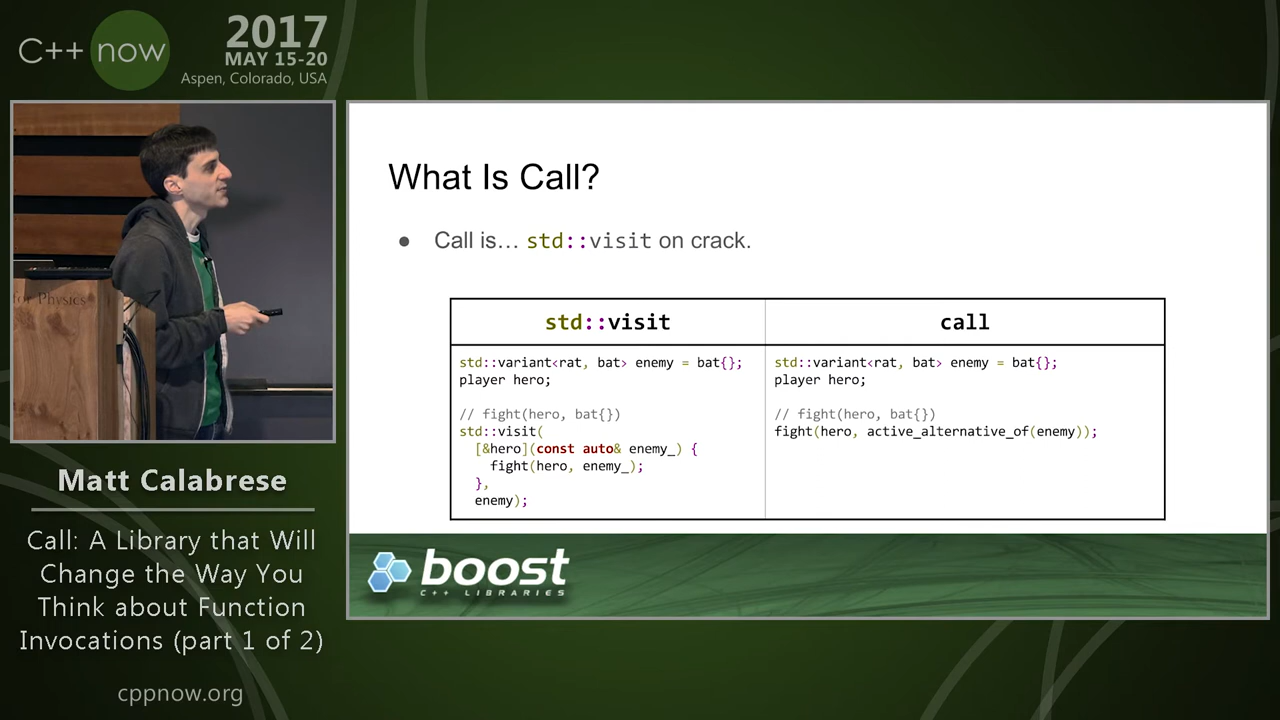 C++ now
2017
MAY 15-20
Aspen, Colorado, USA
for Physics
Matt Calabrese
Call: A Library that Will
Change the Way You
Think about Function
Invocations (part 1 of 2)
cppnow.org
What Is Call?
● Call is… std::visit on crack.
std::visit
std::variant<rat, bat> enemy = bat{};
player hero;
// fight(hero, bat{})
std::visit(
[&hero](const auto& enemy_) {
fight(hero, enemy_);
},
enemy);
call
std::variant<rat, bat> enemy = bat{};
player hero;
// fight(hero, bat{})
fight(hero, active_alternative_of(enemy));
boost
C++ LIBRARIES